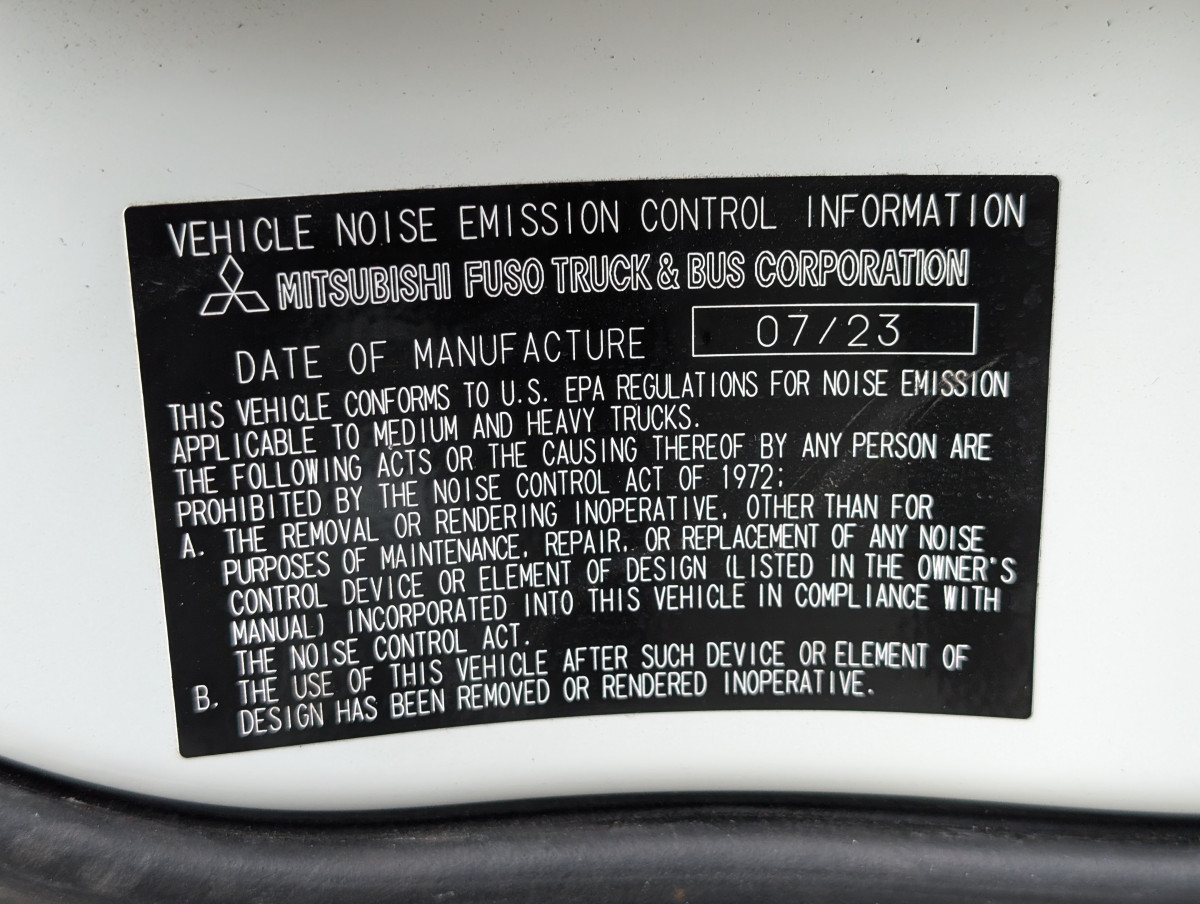 VEHICLE NOISE EMISSION CONTROL INFORMATION
MITSUBISHI FUSO TRUCK & BUS CORPORATION
DATE OF MANUFACTURE 07/23
THIS VEHICLE CONFORMS TO U.S. EPA REGULATIONS FOR NOISE EMISSION
APPLICABLE TO MEDIUM AND HEAVY TRUCKS.
THE FOLLOWING ACTS OR THE CAUSING THEREOF BY ANY PERSON ARE
PROHIBITED BY THE NOISE CONTROL ACT OF 1972:
A. THE REMOVAL OR RENDERING INOPERATIVE, OTHER THAN FOR
PURPOSES OF MAINTENANCE, REPAIR, OR REPLACEMENT OF ANY NOISE
CONTROL DEVICE OR ELEMENT OF DESIGN (LISTED IN THE OWNER'S
MANUAL) INCORPORATED INTO THIS VEHICLE IN COMPLIANCE WITH
THE NOISE CONTROL ACT.
B. THE USE OF THIS VEHICLE AFTER SUCH DEVICE OR ELEMENT OF
DESIGN HAS BEEN REMOVED OR RENDERED INOPERATIVE.